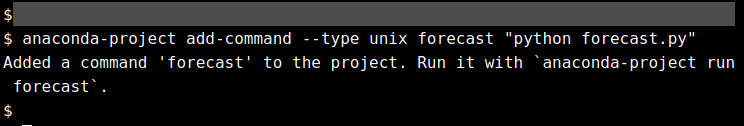 $
$ anaconda-project add-command --type unix forecast "python forecast.py"
Added a command 'forecast' to the project. Run it with `anaconda-project run
forecast`.
$